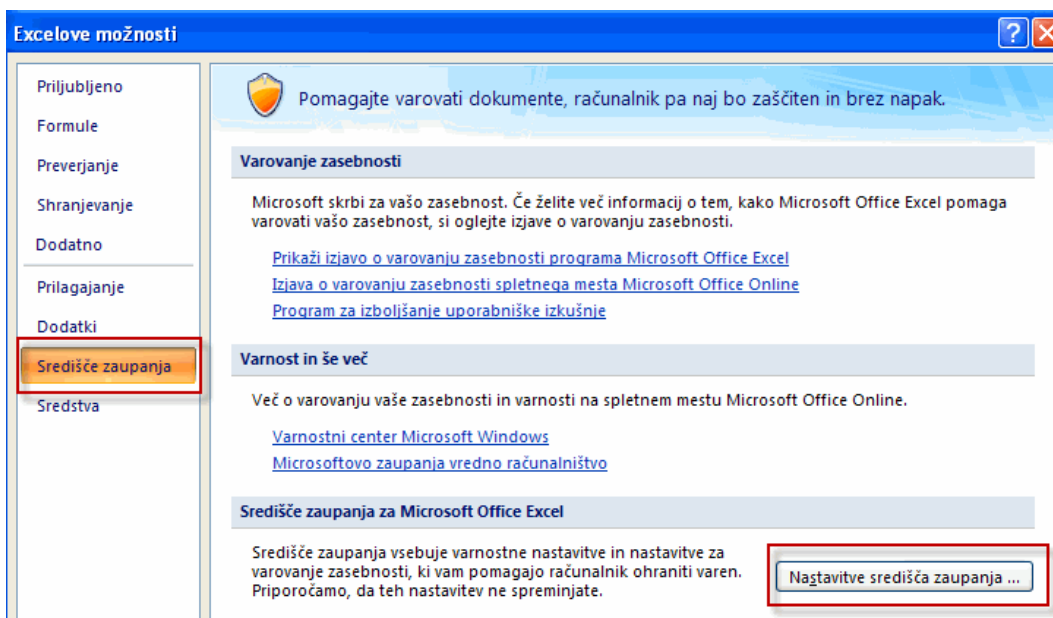 Excelove možnosti
Priljubljeno
Formule
Preverjanje
Shranjevanje
Dodatno
Prilagajanje
Dodatki
Središče zaupanja
Sredstva
Pomagajte varovati dokumente, računalnik pa naj bo zaščiten in brez napak.
Varovanje zasebnosti
Microsoft skrbi za vašo zasebnost. Če želite več informacij o tem, kako Microsoft Office Excel pomaga
varovati vašo zasebnost, si oglejte izjave o varovanju zasebnosti.
Prikaži izjavo o varovanju zasebnosti programa Microsoft Office Excel
Izjava o varovanju zasebnosti spletnega mesta Microsoft Office Online
Program za izboljšanje uporabniške izkušnje
Varnost in še več
Več o varovanju vaše zasebnosti in varnosti na spletnem mestu Microsoft Office Online.
Varnostni center Microsoft Windows
Microsoftovo zaupanja vredno računalništvo
Središče zaupanja za Microsoft Office Excel
Središče zaupanja vsebuje varnostne nastavitve in nastavitve za
varovanje zasebnosti, ki vam pomagajo računalnik ohraniti varen.
Priporočamo, da teh nastavitev ne spreminjate.
Nastavitve središča zaupanja ...